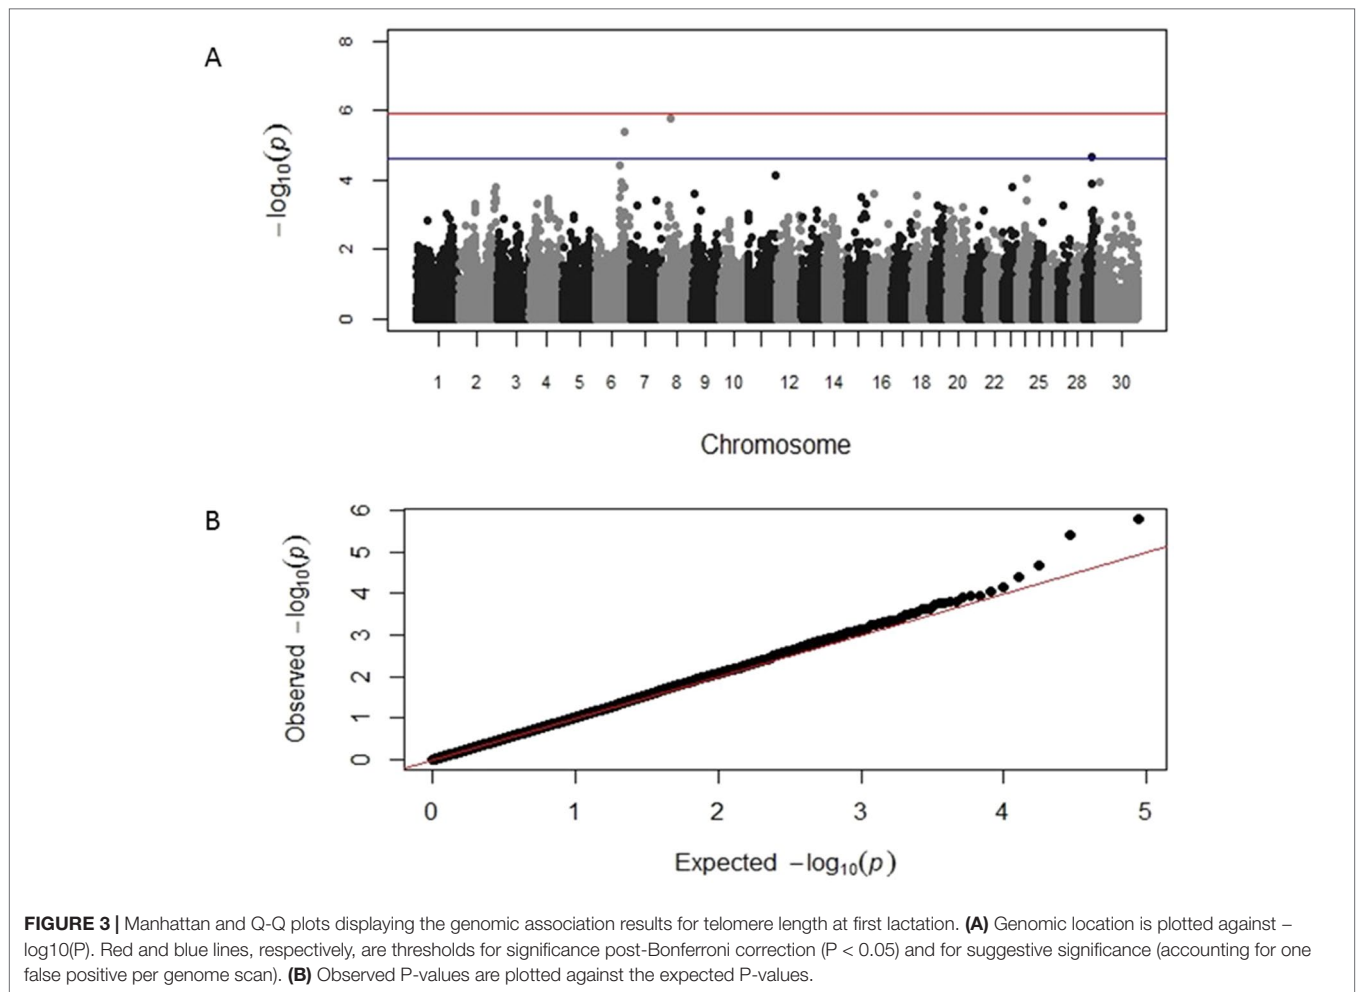 A
8
6
4
2
0
−log10(p)
1 2 3 4 5 6 7 8 9 10 12 14 16 18 20 22 25 28 30
Chromosome
B
6
5
4
3
2
1
0
Observed −log10(p)
0 1 2 3 4 5
Expected −log10(p)
FIGURE 3 | Manhattan and Q-Q plots displaying the genomic association results for telomere length at first lactation. (A) Genomic location is plotted against –
log10(P). Red and blue lines, respectively, are thresholds for significance post-Bonferroni correction (P < 0.05) and for suggestive significance (accounting for one
false positive per genome scan). (B) Observed P-values are plotted against the expected P-values.